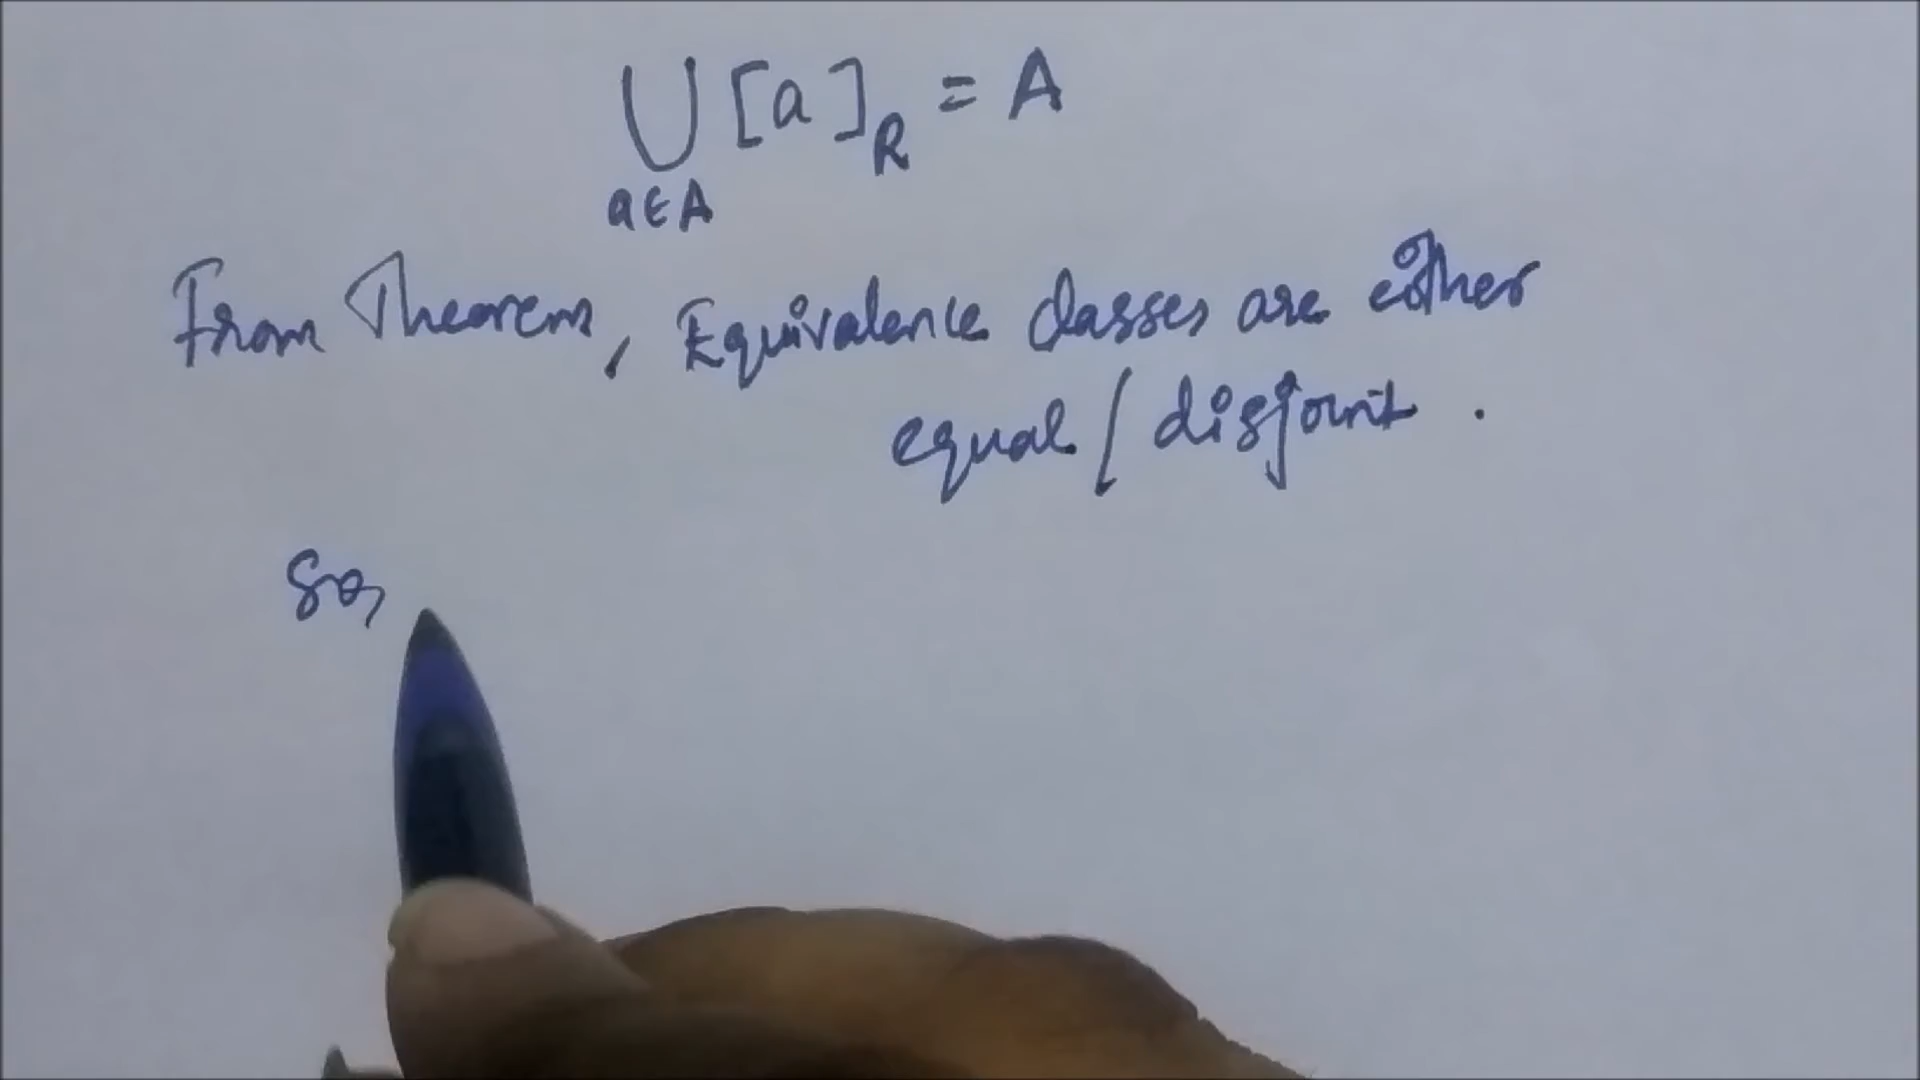 ⋃ [a]_R = A
a∈A
From Theorem, Equivalence classes are either
equal / disjoint .
So,